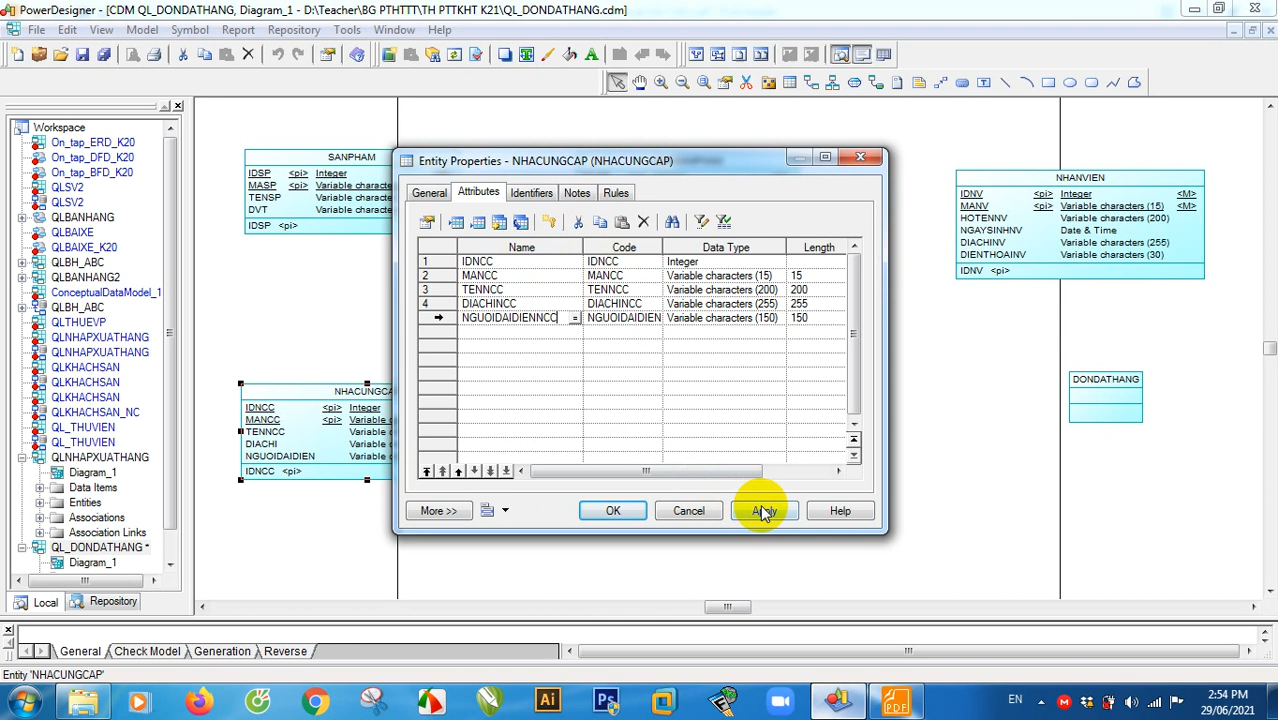 PowerDesigner - [CDM QL_DONDATHANG, Diagram_1 - D:\Teacher\BG PTHTTT\TH PTTKHT K21\QL_DONDATHANG.cdm]
File Edit View Model Symbol Report Repository Tools Window Help
Workspace
On_tap_ERD_K20
On_tap_DFD_K20
On_tap_BFD_K20
QLSV2
QLSV2
QLBANHANG
QLBAIXE
QLBAIXE_K20
QLBH_ABC
QLBANHANG2
ConceptualDataModel_1
QLBH_ABC
QLTHUEVP
QLNHAPXUATHANG
QLNHAPXUATHANG
QLKHACHSAN
QLKHACHSAN
QLKHACHSAN
QLKHACHSAN_NC
QL_THUVIEN
QL_THUVIEN
QLNHAPXUATHANG
Diagram_1
Data Items
Entities
Associations
Association Links
QL_DONDATHANG *
Diagram_1
Local Repository
SANPHAM
IDSP <pi> Integer
MASP <pi> Variable characte
TENSP Variable characte
DVT Variable characte
IDSP <pi>
NHACUNGCA
IDNCC <pi> Integer
MANCC <pi> Variable
TENNCC Variable
DIACHI Variable
NGUOIDAIDIEN Variable
IDNCC <pi>
Entity Properties - NHACUNGCAP (NHACUNGCAP)
General Attributes Identifiers Notes Rules
Name Code Data Type Length
1 IDNCC IDNCC Integer
2 MANCC MANCC Variable characters (15) 15
3 TENNCC TENNCC Variable characters (200) 200
4 DIACHINCC DIACHINCC Variable characters (255) 255
NGUOIDAIDIENNCC = NGUOIDAIDIEN Variable characters (150) 150
More >> OK Cancel Apply Help
NHANVIEN
IDNV <pi> Integer <M>
MANV <pi> Variable characters (15) <M>
HOTENNV Variable characters (200)
NGAYSINHNV Date & Time
DIACHINV Variable characters (255)
DIENTHOAINV Variable characters (30)
IDNV <pi>
DONDATHANG
General Check Model Generation Reverse
Entity 'NHACUNGCAP'
EN
2:54 PM
29/06/2021